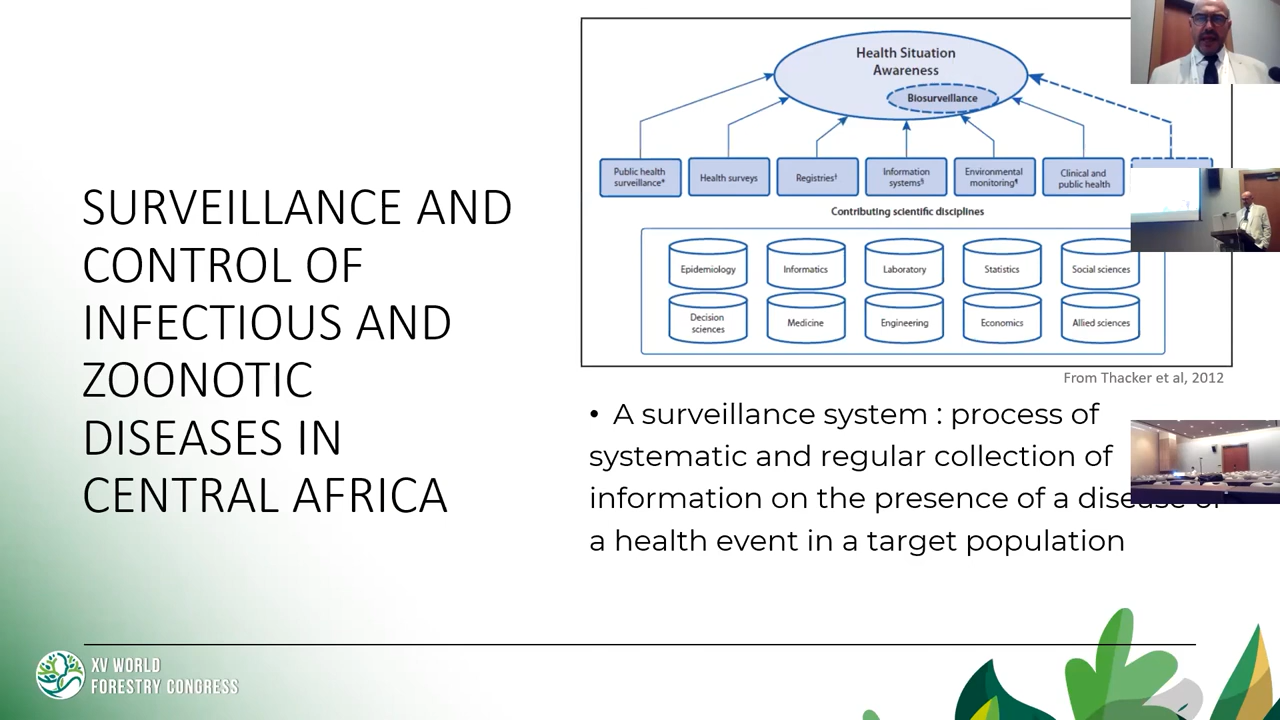 SURVEILLANCE AND
CONTROL OF
INFECTIOUS AND
ZOONOTIC
DISEASES IN
CENTRAL AFRICA
Health Situation
Awareness
Biosurveillance
Public health
surveillance*
Health surveys
Registries†
Information
systems§
Environmental
monitoring¶
Clinical and
public health
Contributing scientific disciplines
Epidemiology
Informatics
Laboratory
Statistics
Social sciences
Decision
sciences
Medicine
Engineering
Economics
Allied sciences
From Thacker et al, 2012
• A surveillance system : process of
systematic and regular collection of
information on the presence of a disease or
a health event in a target population
XV WORLD
FORESTRY CONGRESS